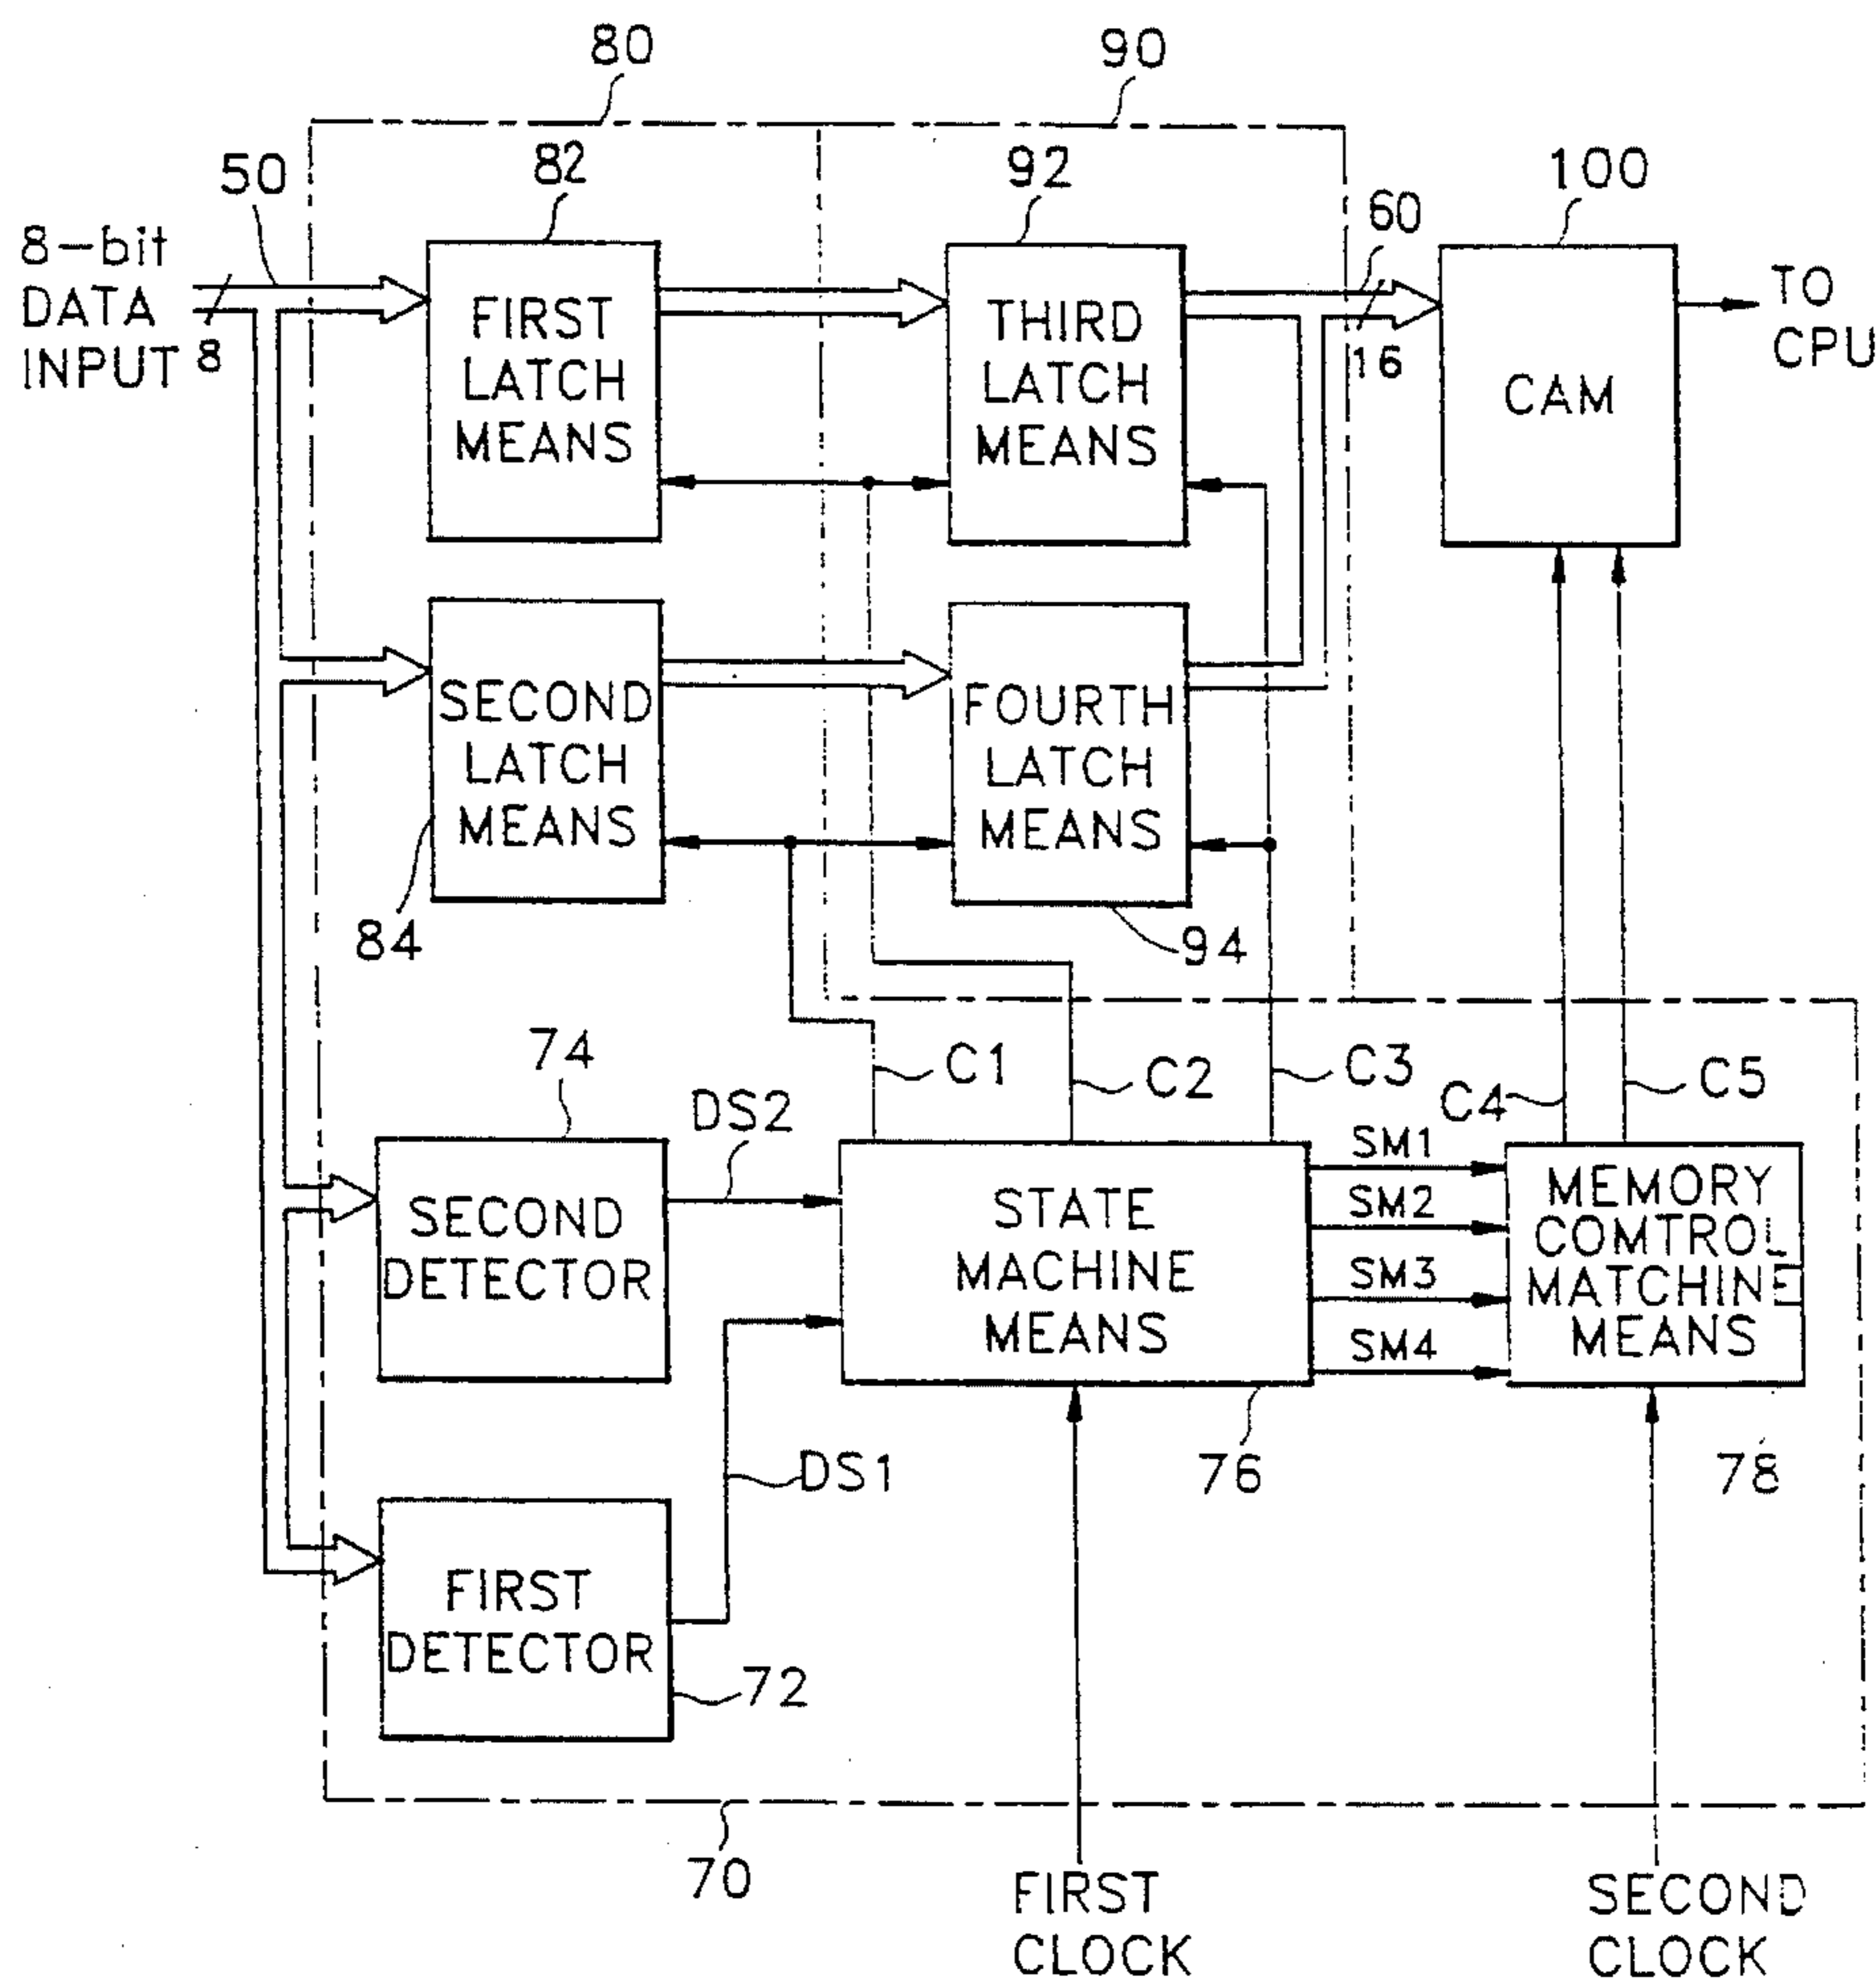 80
90
50
82
92
100
60
8-bit
DATA
INPUT
8
FIRST
LATCH
MEANS
THIRD
LATCH
MEANS
16
CAM
TO
CPU
SECOND
LATCH
MEANS
FOURTH
LATCH
MEANS
84
94
74
DS2
C1
C2
C3
C4
C5
SECOND
DETECTOR
STATE
MACHINE
MEANS
SM1
SM2
SM3
SM4
MEMORY
COMTROL
MATCHINE
MEANS
DS1
76
78
FIRST
DETECTOR
72
70
FIRST
CLOCK
SECOND
CLOCK